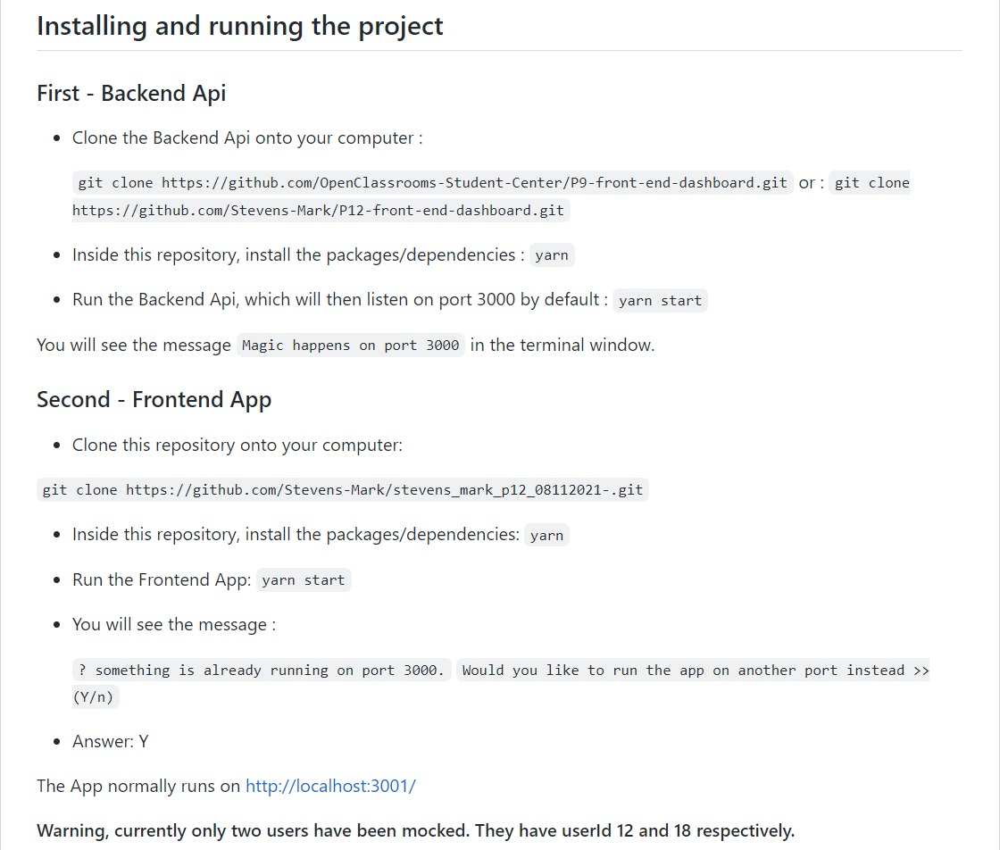 Installing and running the project
First - Backend Api
Clone the Backend Api onto your computer :
git clone https://github.com/OpenClassrooms-Student-Center/P9-front-end-dashboard.git or : git clone
https://github.com/Stevens-Mark/P12-front-end-dashboard.git
Inside this repository, install the packages/dependencies : yarn
Run the Backend Api, which will then listen on port 3000 by default : yarn start
You will see the message Magic happens on port 3000 in the terminal window.
Second - Frontend App
Clone this repository onto your computer:
git clone https://github.com/Stevens-Mark/stevens_mark_p12_08112021-.git
Inside this repository, install the packages/dependencies: yarn
Run the Frontend App: yarn start
You will see the message :
? something is already running on port 3000. Would you like to run the app on another port instead >>
(Y/n)
Answer: Y
The App normally runs on http://localhost:3001/
Warning, currently only two users have been mocked. They have userId 12 and 18 respectively.